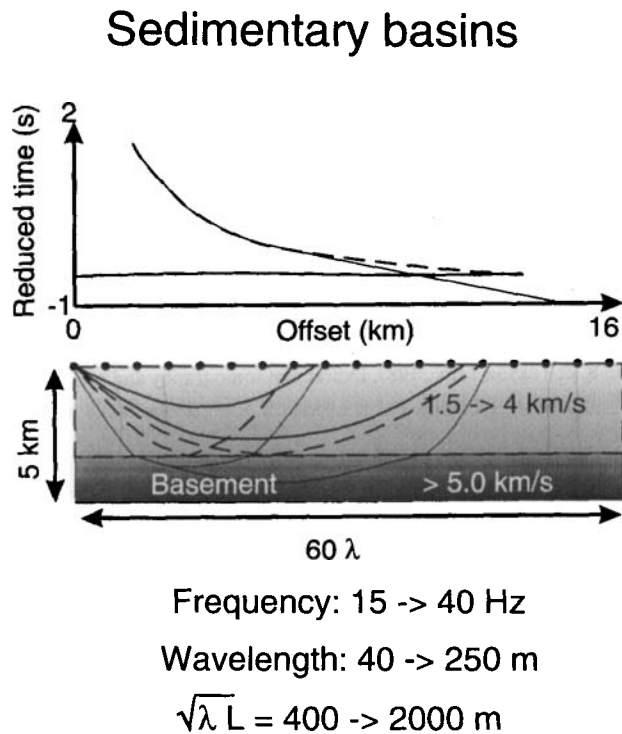 Sedimentary basins
2
Reduced time (s)
-1
0
Offset (km)
16
5 km
1.5 -> 4 km/s
Basement
> 5.0 km/s
60 λ
Frequency: 15 -> 40 Hz
Wavelength: 40 -> 250 m
√λ L = 400 -> 2000 m